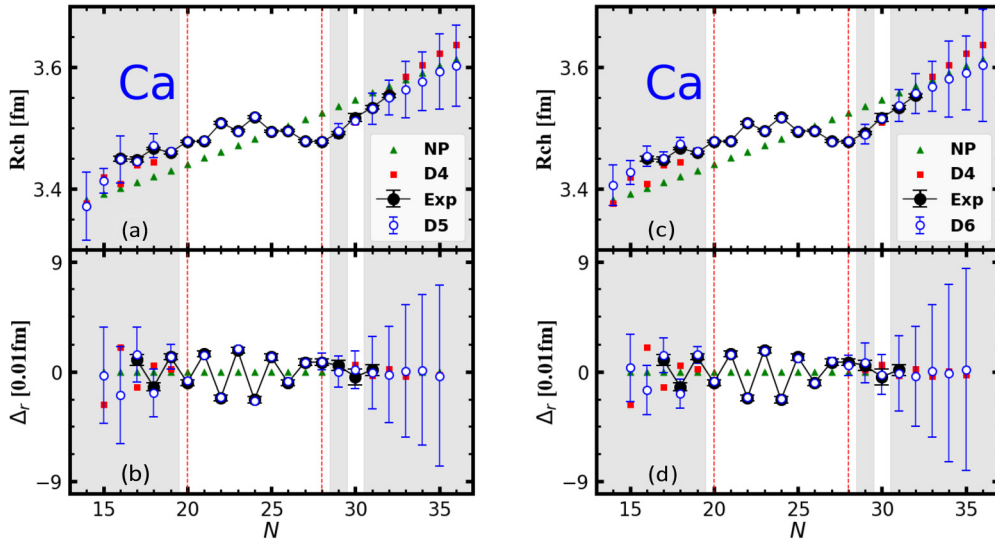 3.6
3.4
Rch [fm]
Ca
NP
D4
Exp
D5
(a)
9
0
−9
Δr [0.01fm]
(b)
15 20 25 30 35
N
3.6
3.4
Rch [fm]
Ca
NP
D4
Exp
D6
(c)
9
0
−9
Δr [0.01fm]
(d)
15 20 25 30 35
N